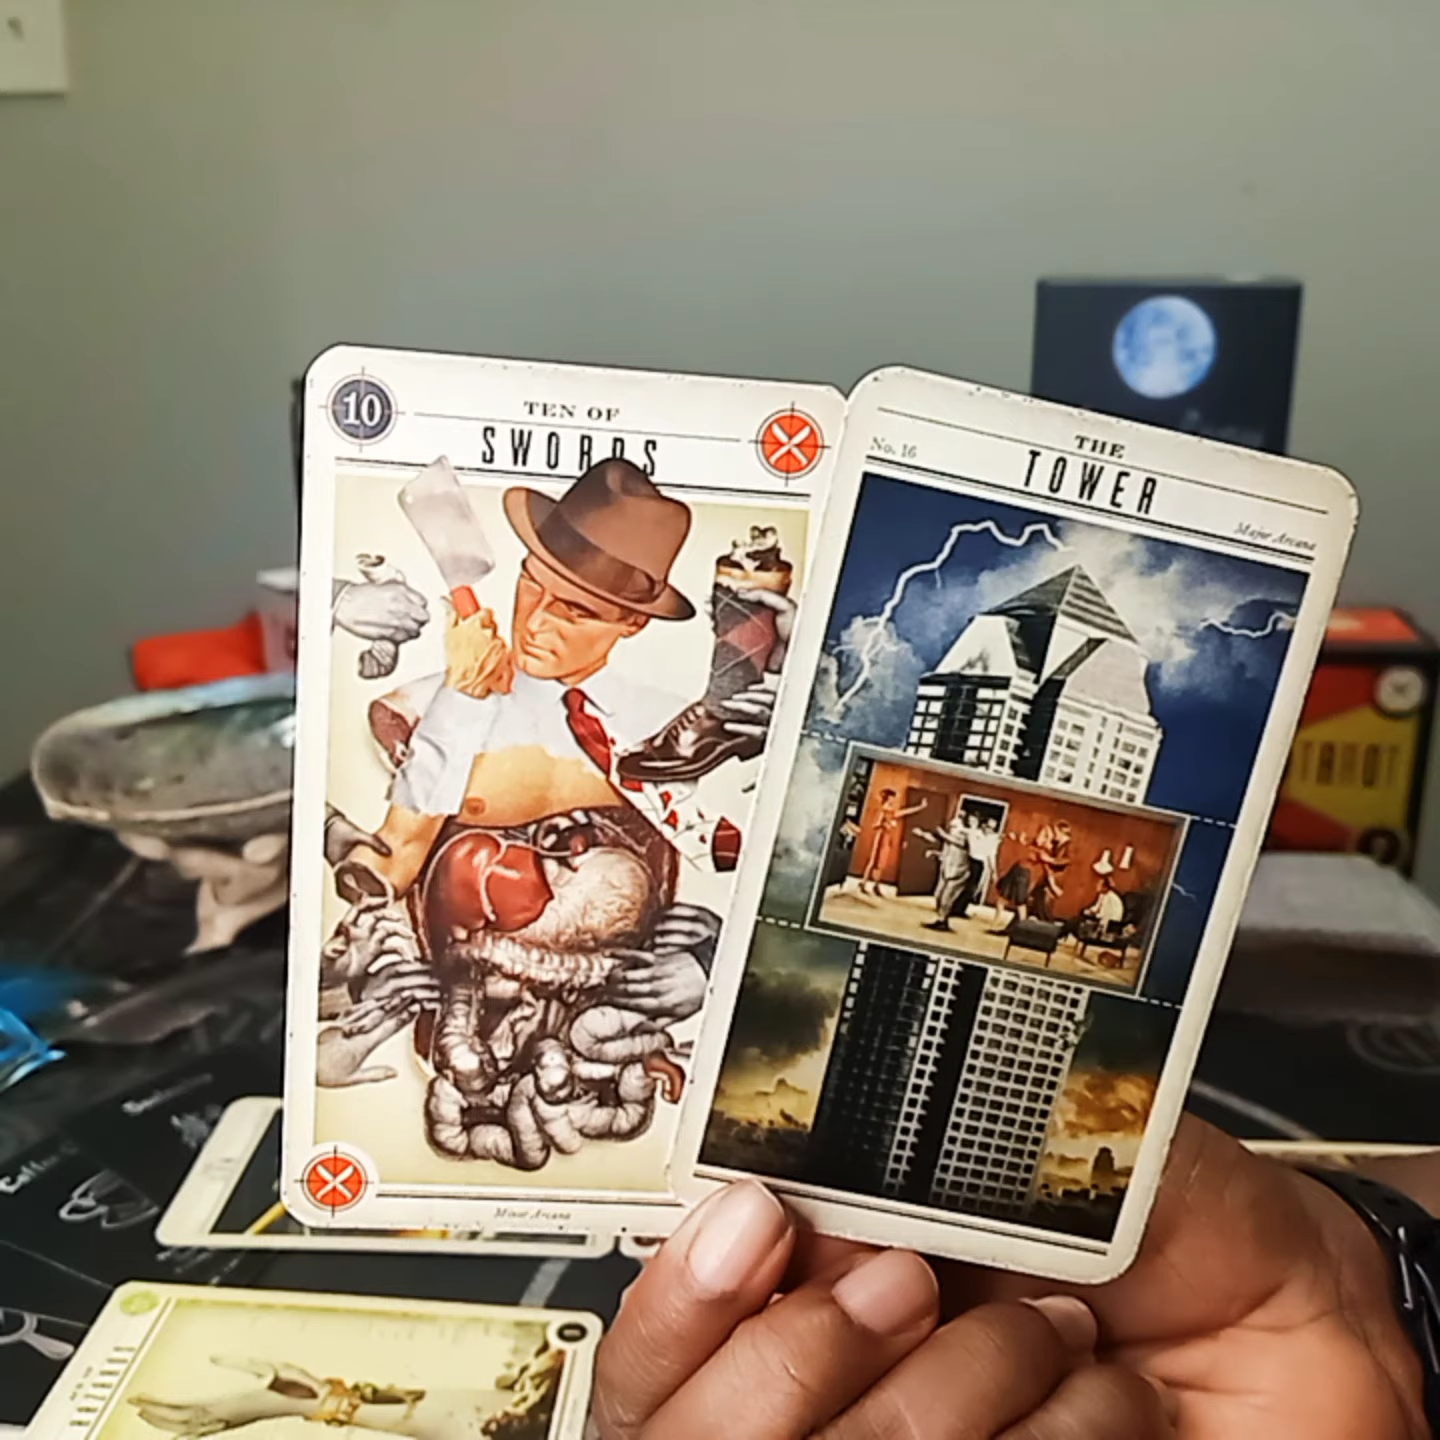 10
TEN OF
SWORDS
Minor Arcana
THE
No. 16
TOWER
Major Arcana
TAROT